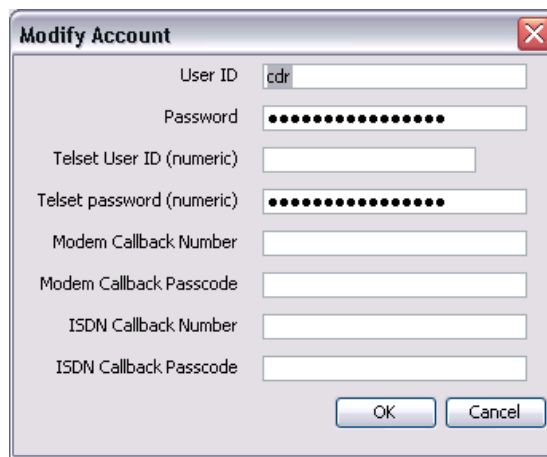 Modify Account
User ID cdr
Password ●●●●●●●●●●●●●●●●
Telset User ID (numeric)
Telset password (numeric) ●●●●●●●●●●●●●●●●
Modem Callback Number
Modem Callback Passcode
ISDN Callback Number
ISDN Callback Passcode
OK Cancel